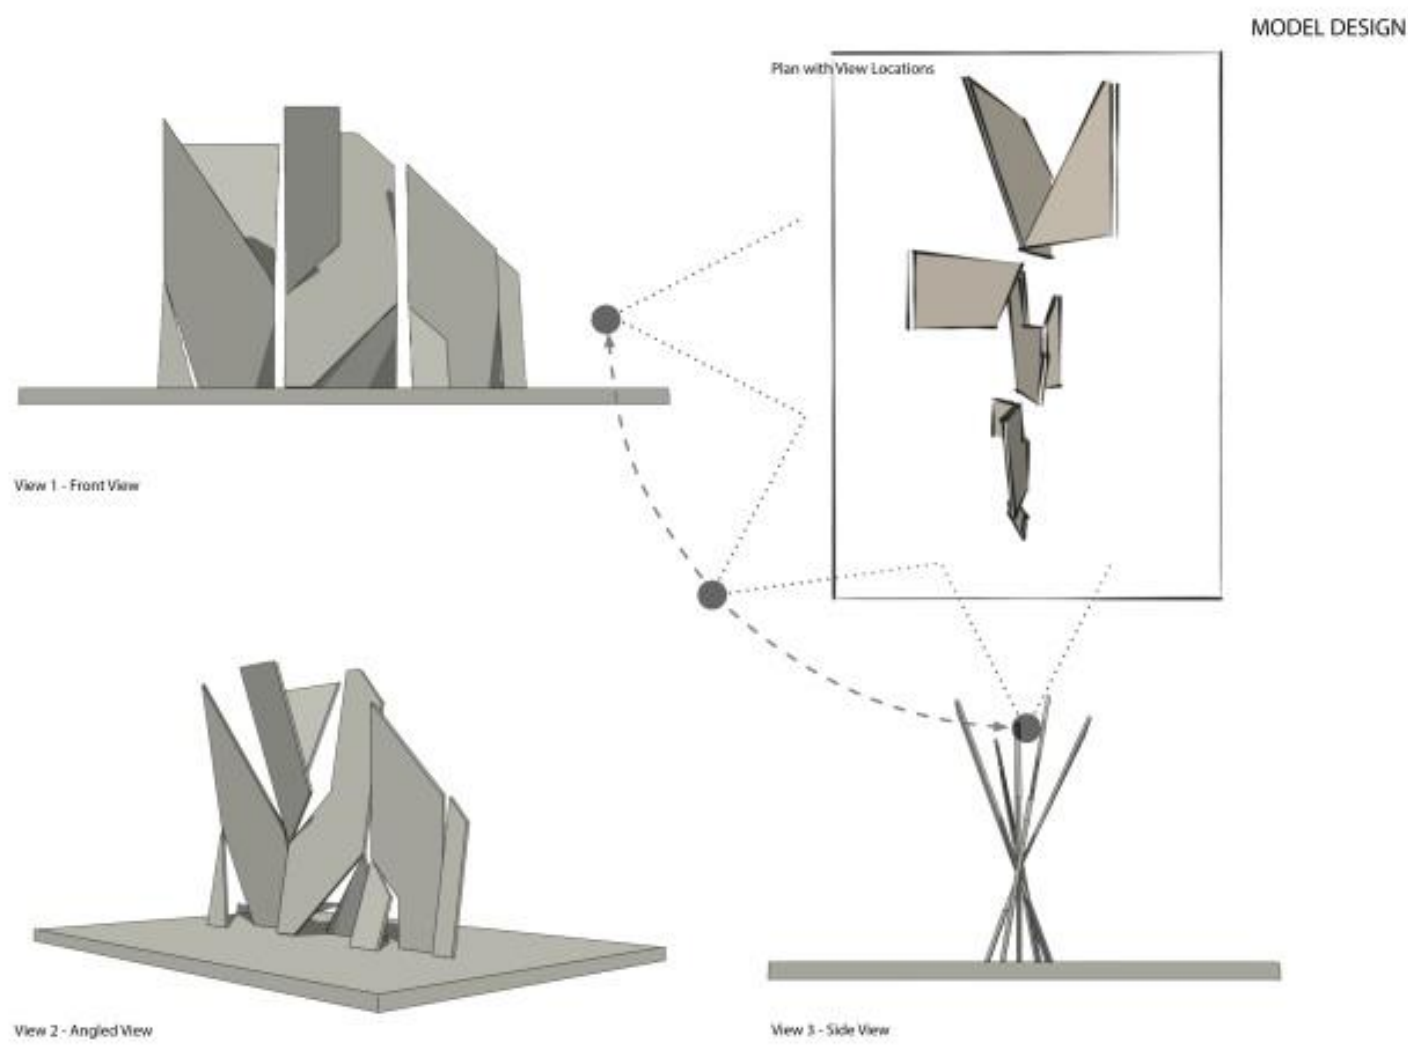 MODEL DESIGN
Plan with View Locations
View 1 - Front View
View 2 - Angled View
View 3 - Side View